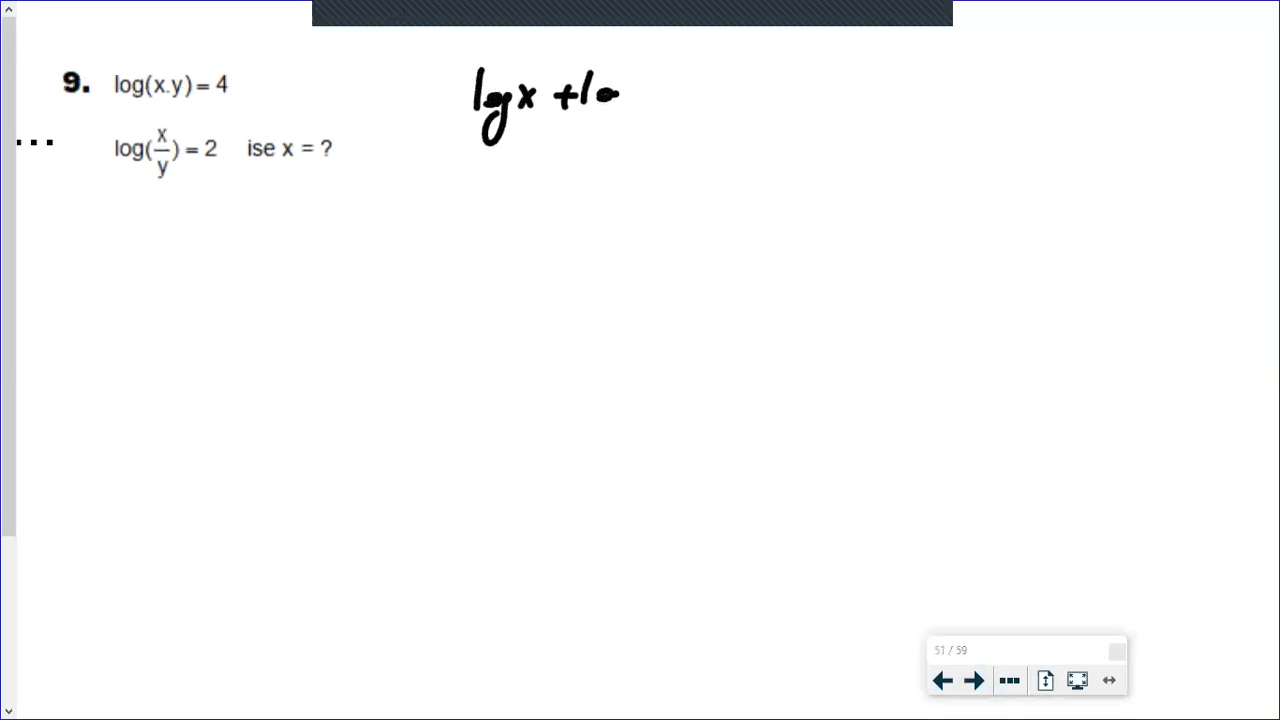 9. log(x.y) = 4
log(x/y) = 2 ise x = ?
logx + lo
51 / 59